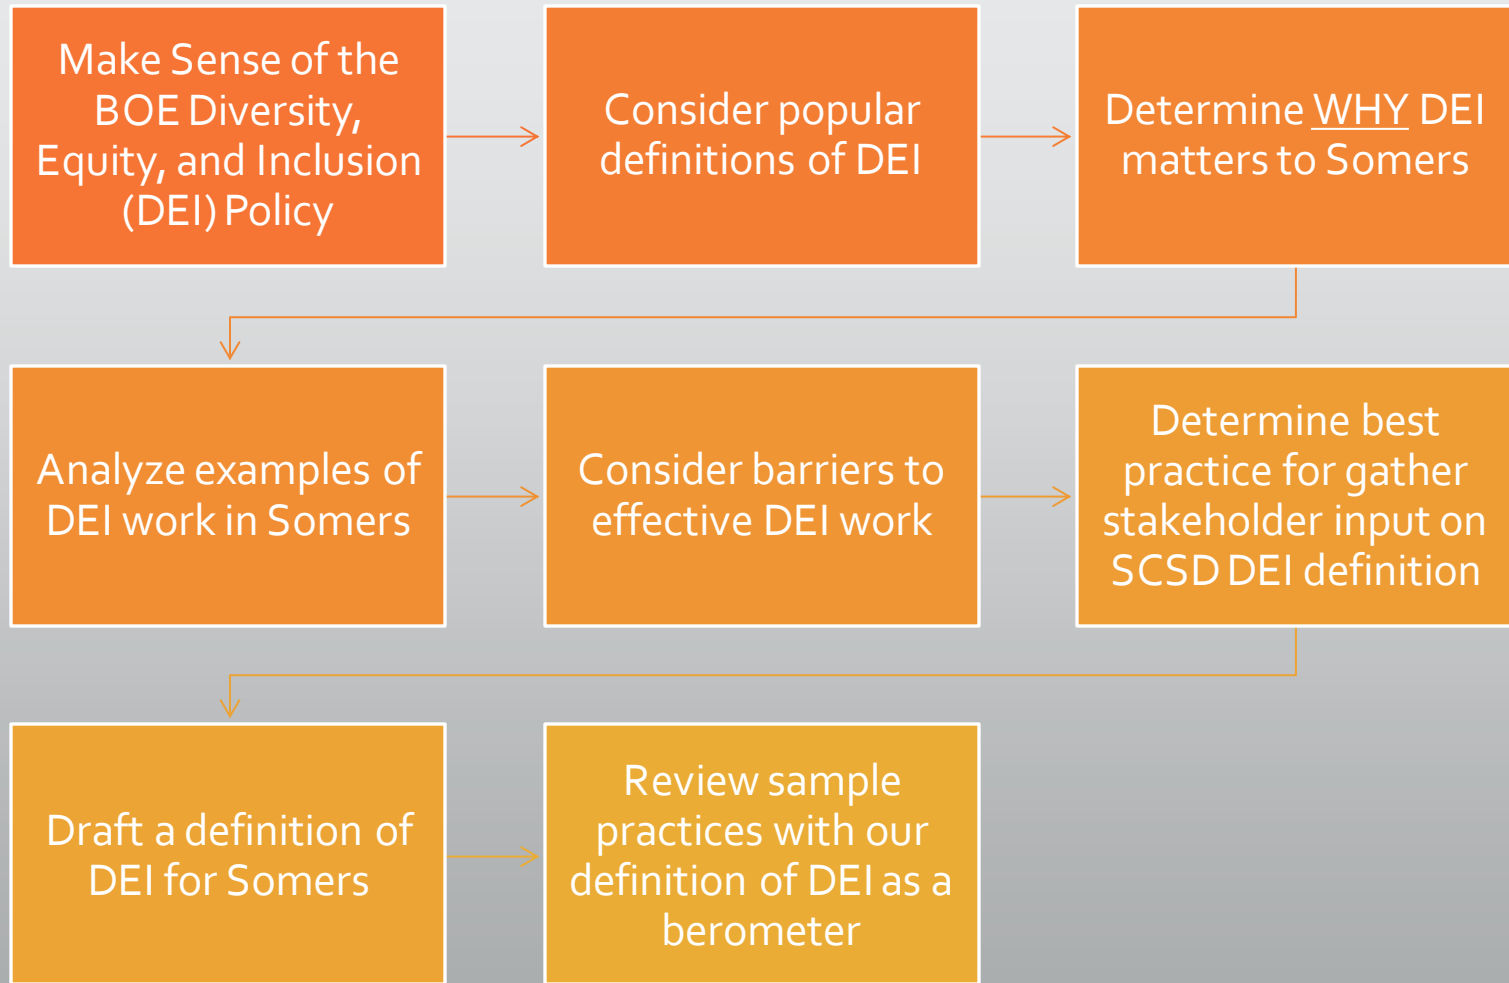 Make Sense of the
BOE Diversity,
Equity, and Inclusion
(DEI) Policy
Consider popular
definitions of DEI
Determine WHY DEI
matters to Somers
Analyze examples of
DEI work in Somers
Consider barriers to
effective DEI work
Determine best
practice for gather
stakeholder input on
SCSD DEI definition
Draft a definition of
DEI for Somers
Review sample
practices with our
definition of DEI as a
berometer